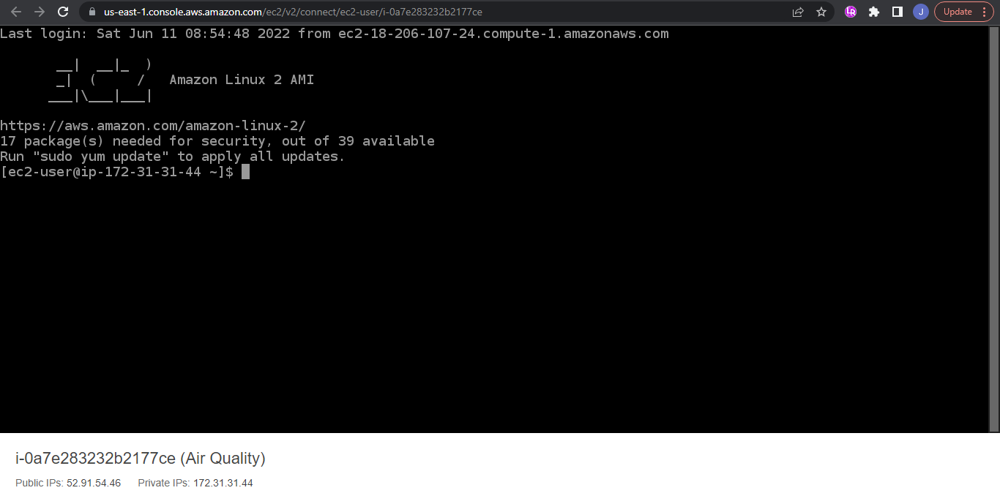 us-east-1.console.aws.amazon.com/ec2/v2/connect/ec2-user/i-0a7e283232b2177ce
J
Update
Last login: Sat Jun 11 08:54:48 2022 from ec2-18-206-107-24.compute-1.amazonaws.com
       __|  __|_  )
       _|  (     /   Amazon Linux 2 AMI
      ___|\___|___|
https://aws.amazon.com/amazon-linux-2/
17 package(s) needed for security, out of 39 available
Run "sudo yum update" to apply all updates.
[ec2-user@ip-172-31-31-44 ~]$
i-0a7e283232b2177ce (Air Quality)
Public IPs: 52.91.54.46 Private IPs: 172.31.31.44